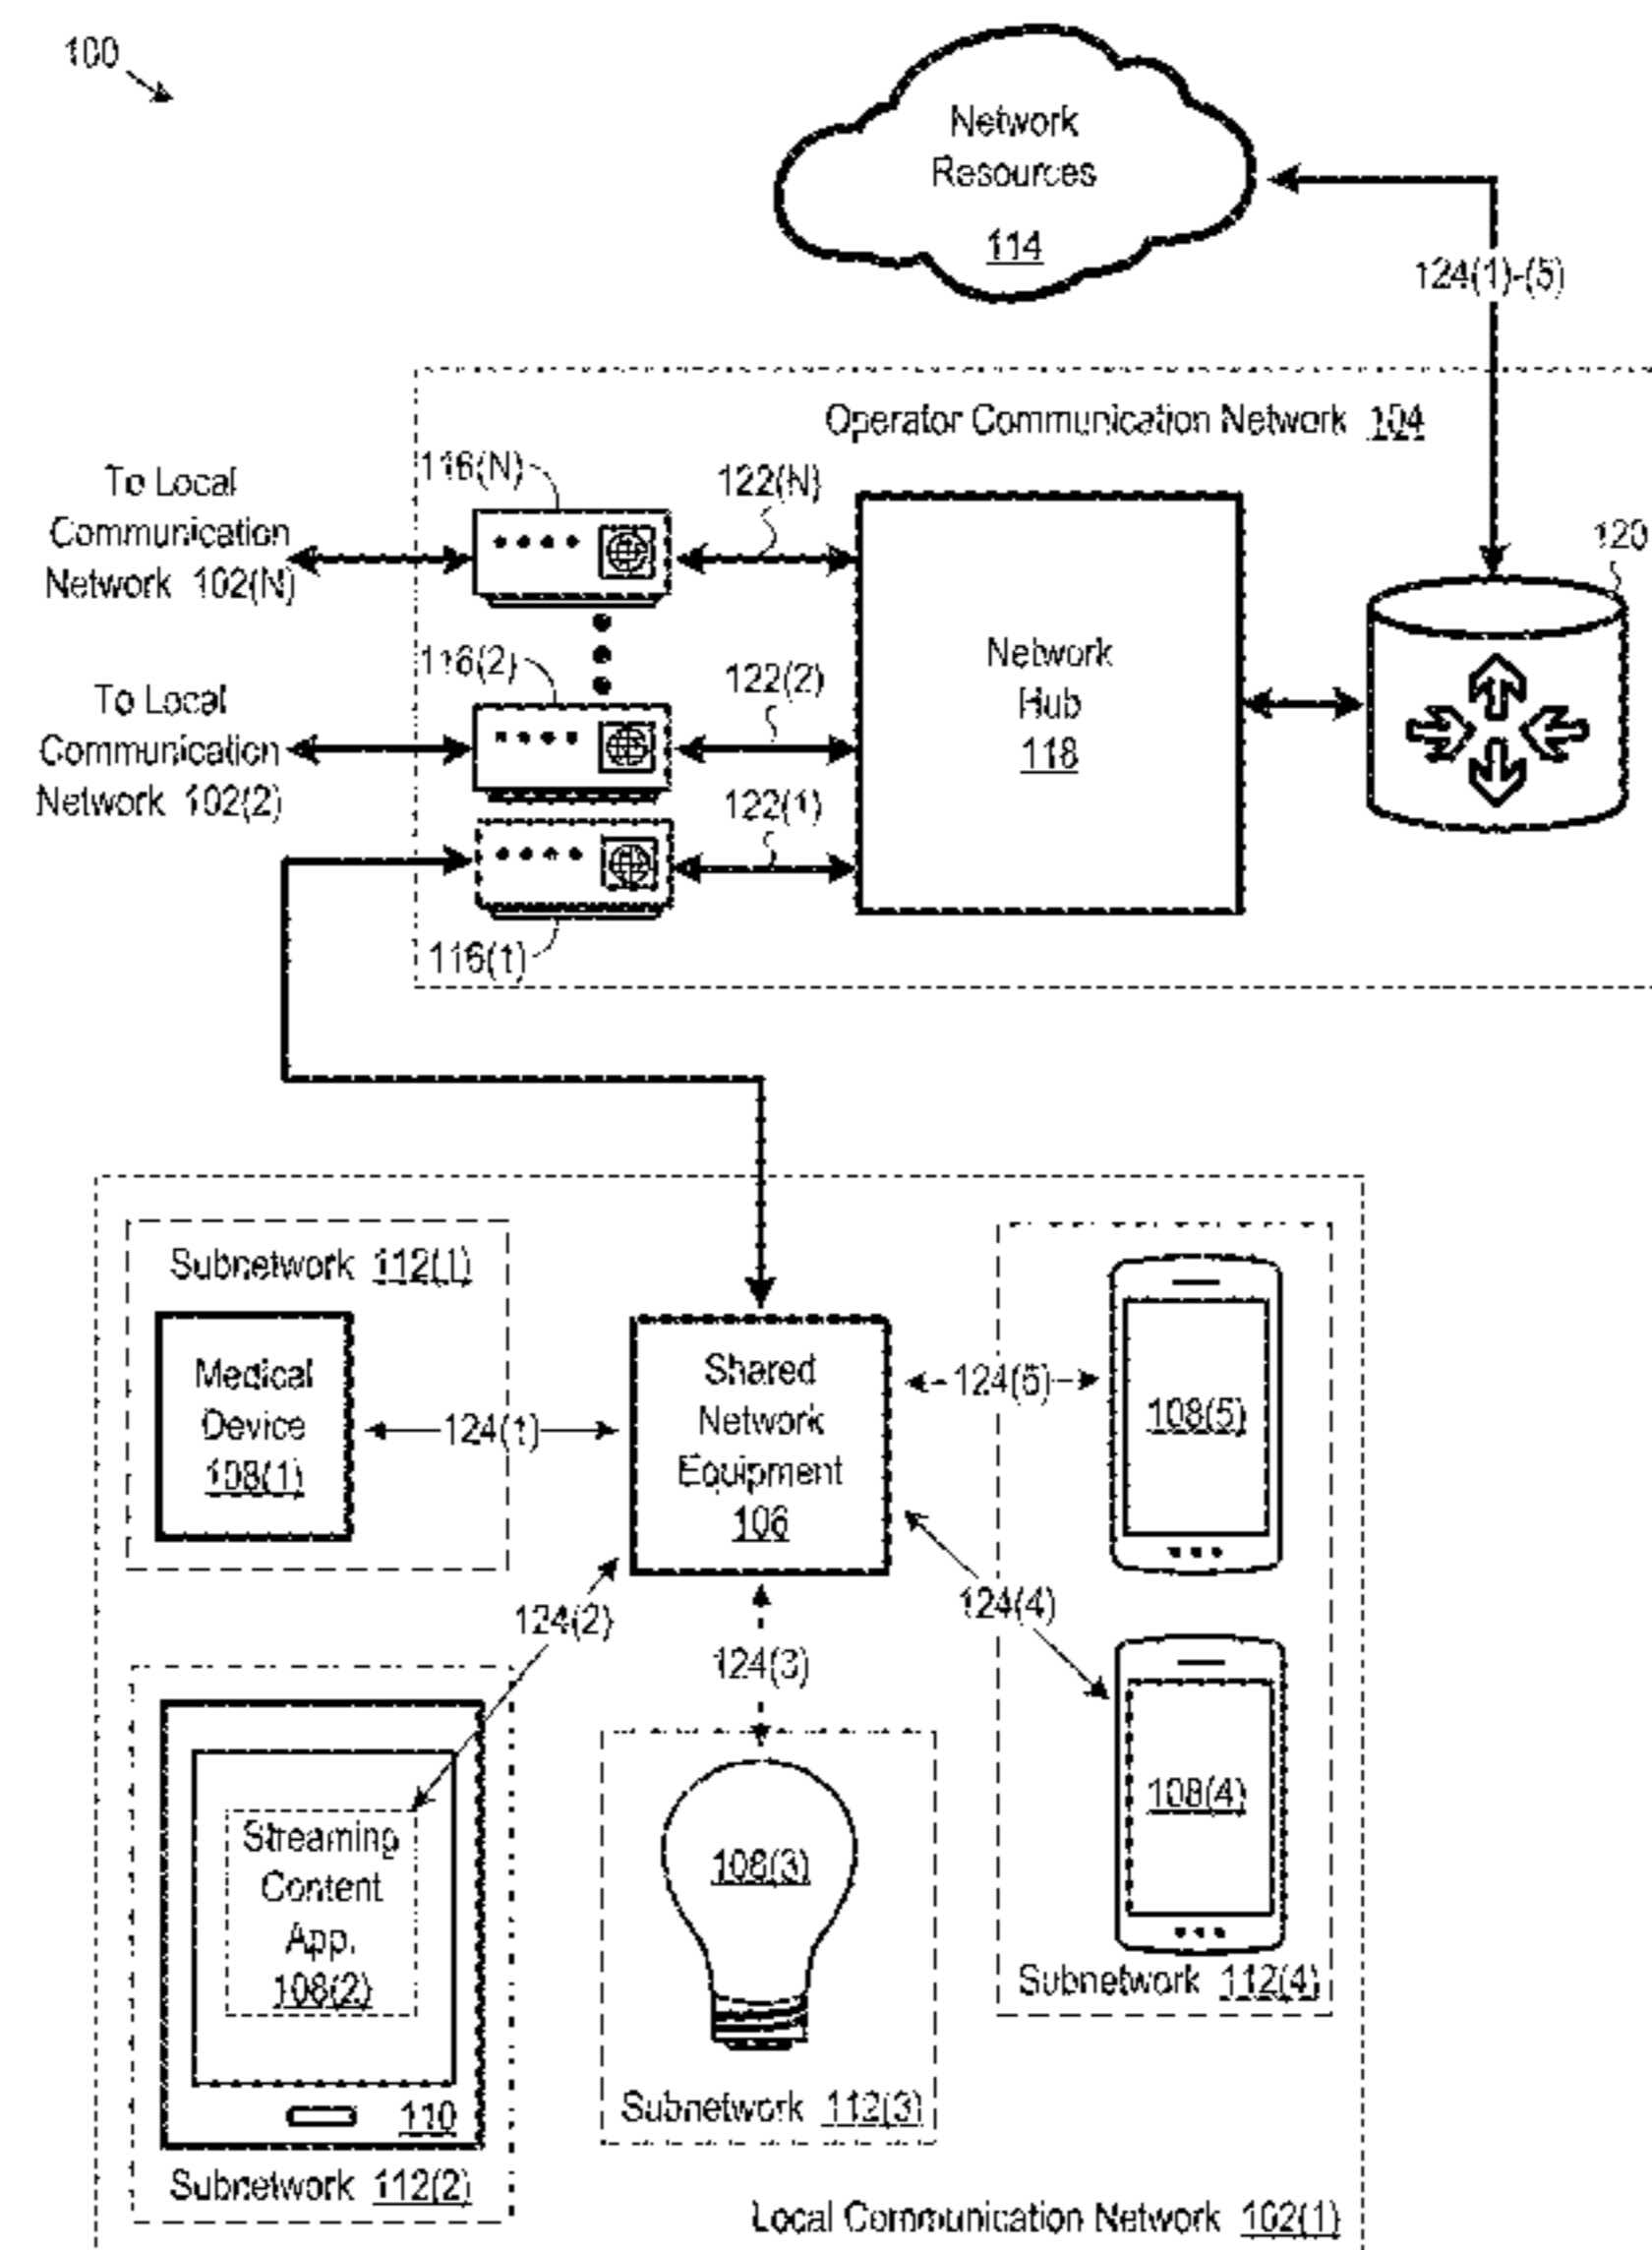 100
Network
Resources
114
124(1)-(5)
Operator Communication Network 104
To Local
Communication
Network 102(N)
116(N)
122(N)
120
To Local
Communication
Network 102(2)
116(2)
122(2)
Network
Hub
118
122(1)
116(1)
Subnetwork 112(1)
Medical
Device
108(1)
124(1)
Shared
Network
Equipment
106
124(5)
108(5)
124(2)
124(3)
124(4)
108(4)
Streaming
Content
App.
108(2)
110
Subnetwork 112(2)
108(3)
Subnetwork 112(3)
Subnetwork 112(4)
Local Communication Network 102(1)